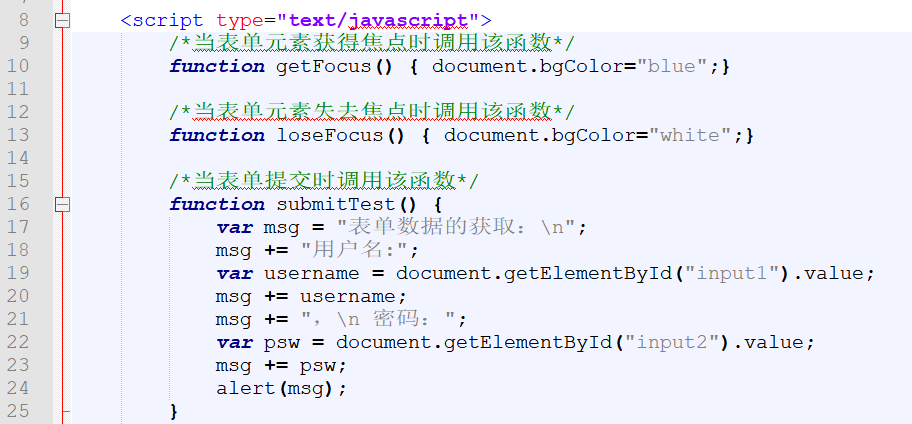 8 <script type="text/javascript">
9 /*当表单元素获得焦点时调用该函数*/
10 function getFocus() { document.bgColor="blue";}
11
12 /*当表单元素失去焦点时调用该函数*/
13 function loseFocus() { document.bgColor="white";}
14
15 /*当表单提交时调用该函数*/
16 function submitTest() {
17 var msg = "表单数据的获取：\n";
18 msg += "用户名:";
19 var username = document.getElementById("input1").value;
20 msg += username;
21 msg += "，\n 密码：";
22 var psw = document.getElementById("input2").value;
23 msg += psw;
24 alert(msg);
25 }